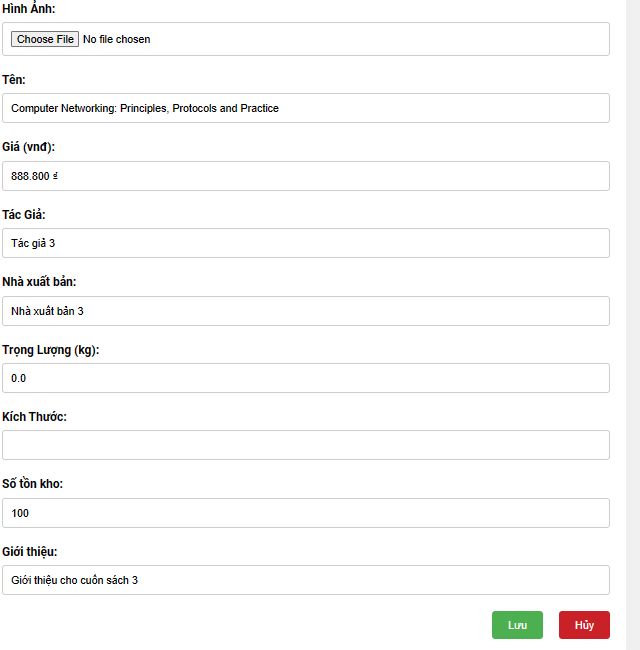 Hình Ảnh:
Choose File No file chosen
Tên:
Computer Networking: Principles, Protocols and Practice
Giá (vnđ):
888.800 ₫
Tác Giả:
Tác giả 3
Nhà xuất bản:
Nhà xuất bản 3
Trọng Lượng (kg):
0.0
Kích Thước:
Số tồn kho:
100
Giới thiệu:
Giới thiệu cho cuốn sách 3
Lưu Hủy